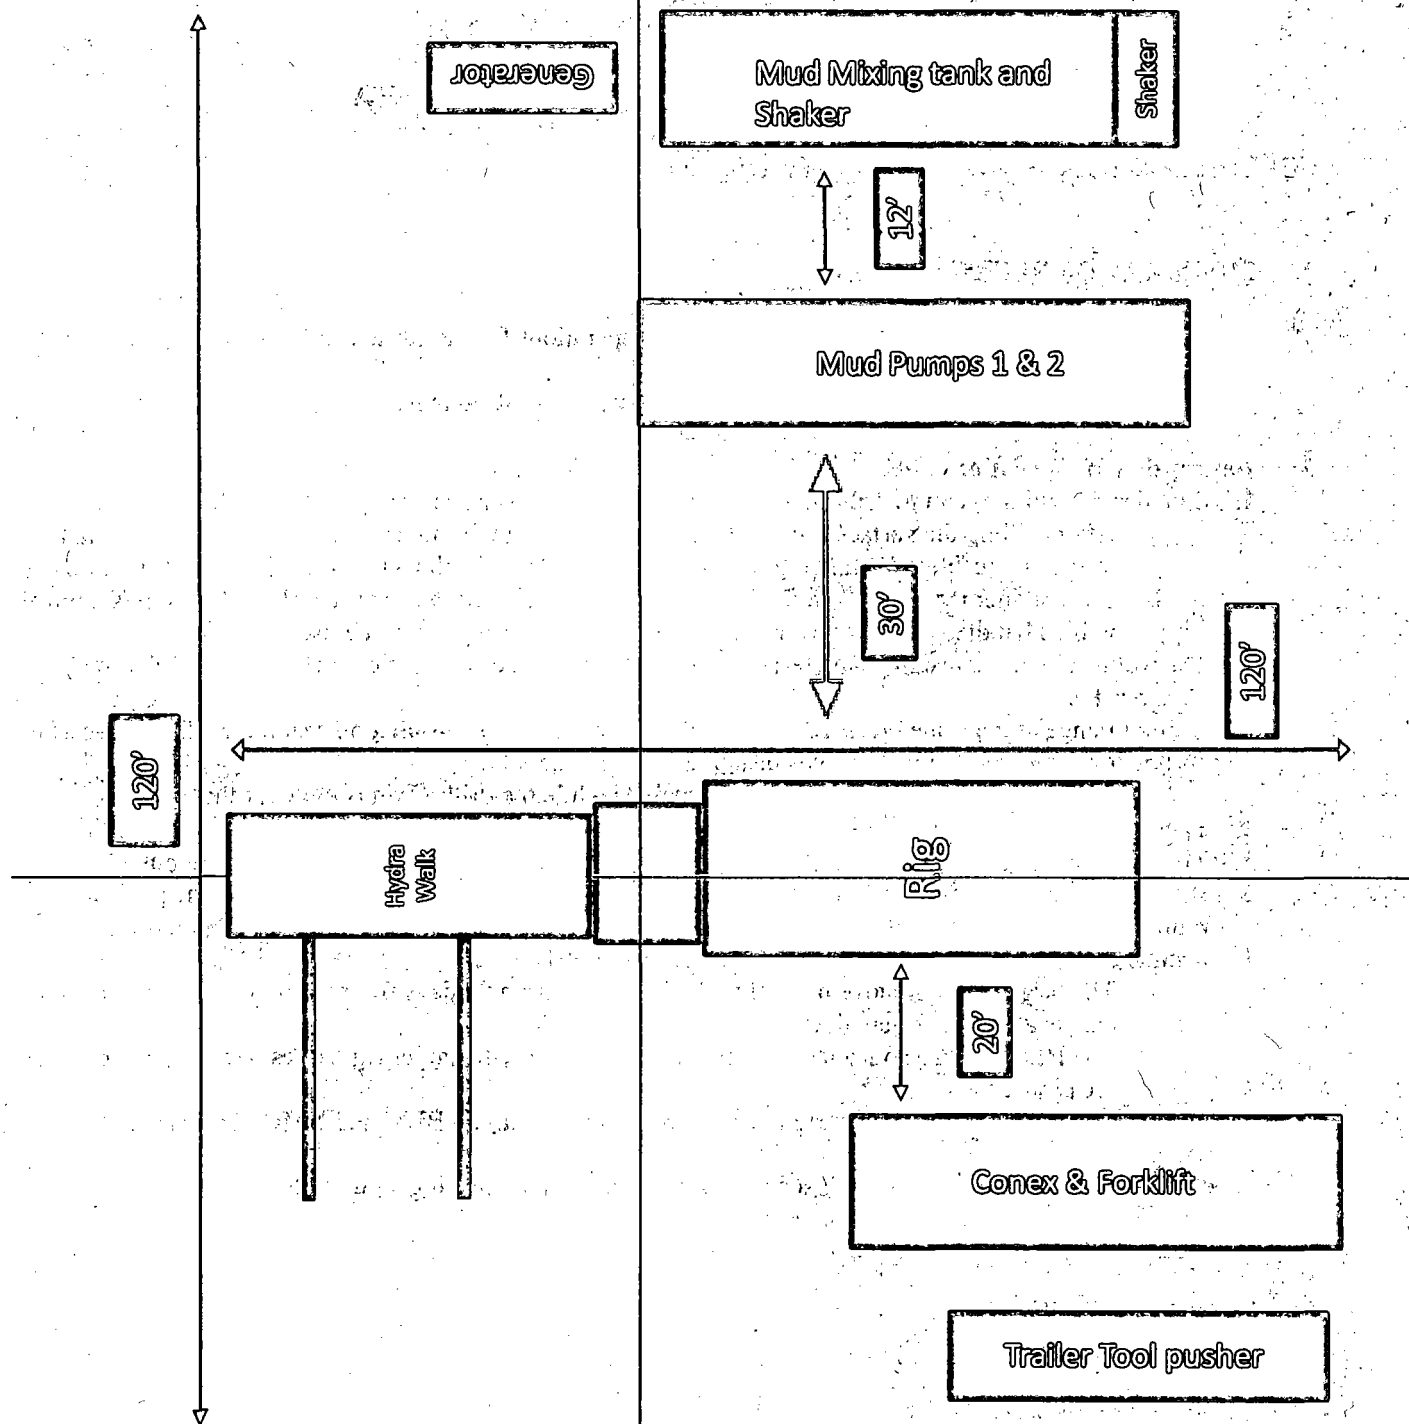 Generator
Mud Mixing tank and
Shaker
Shaker
12'
Mud Pumps 1 & 2
30'
120'
120'
Hydra
Walk
Rig
20'
Conex & Forklift
Trailer Tool pusher